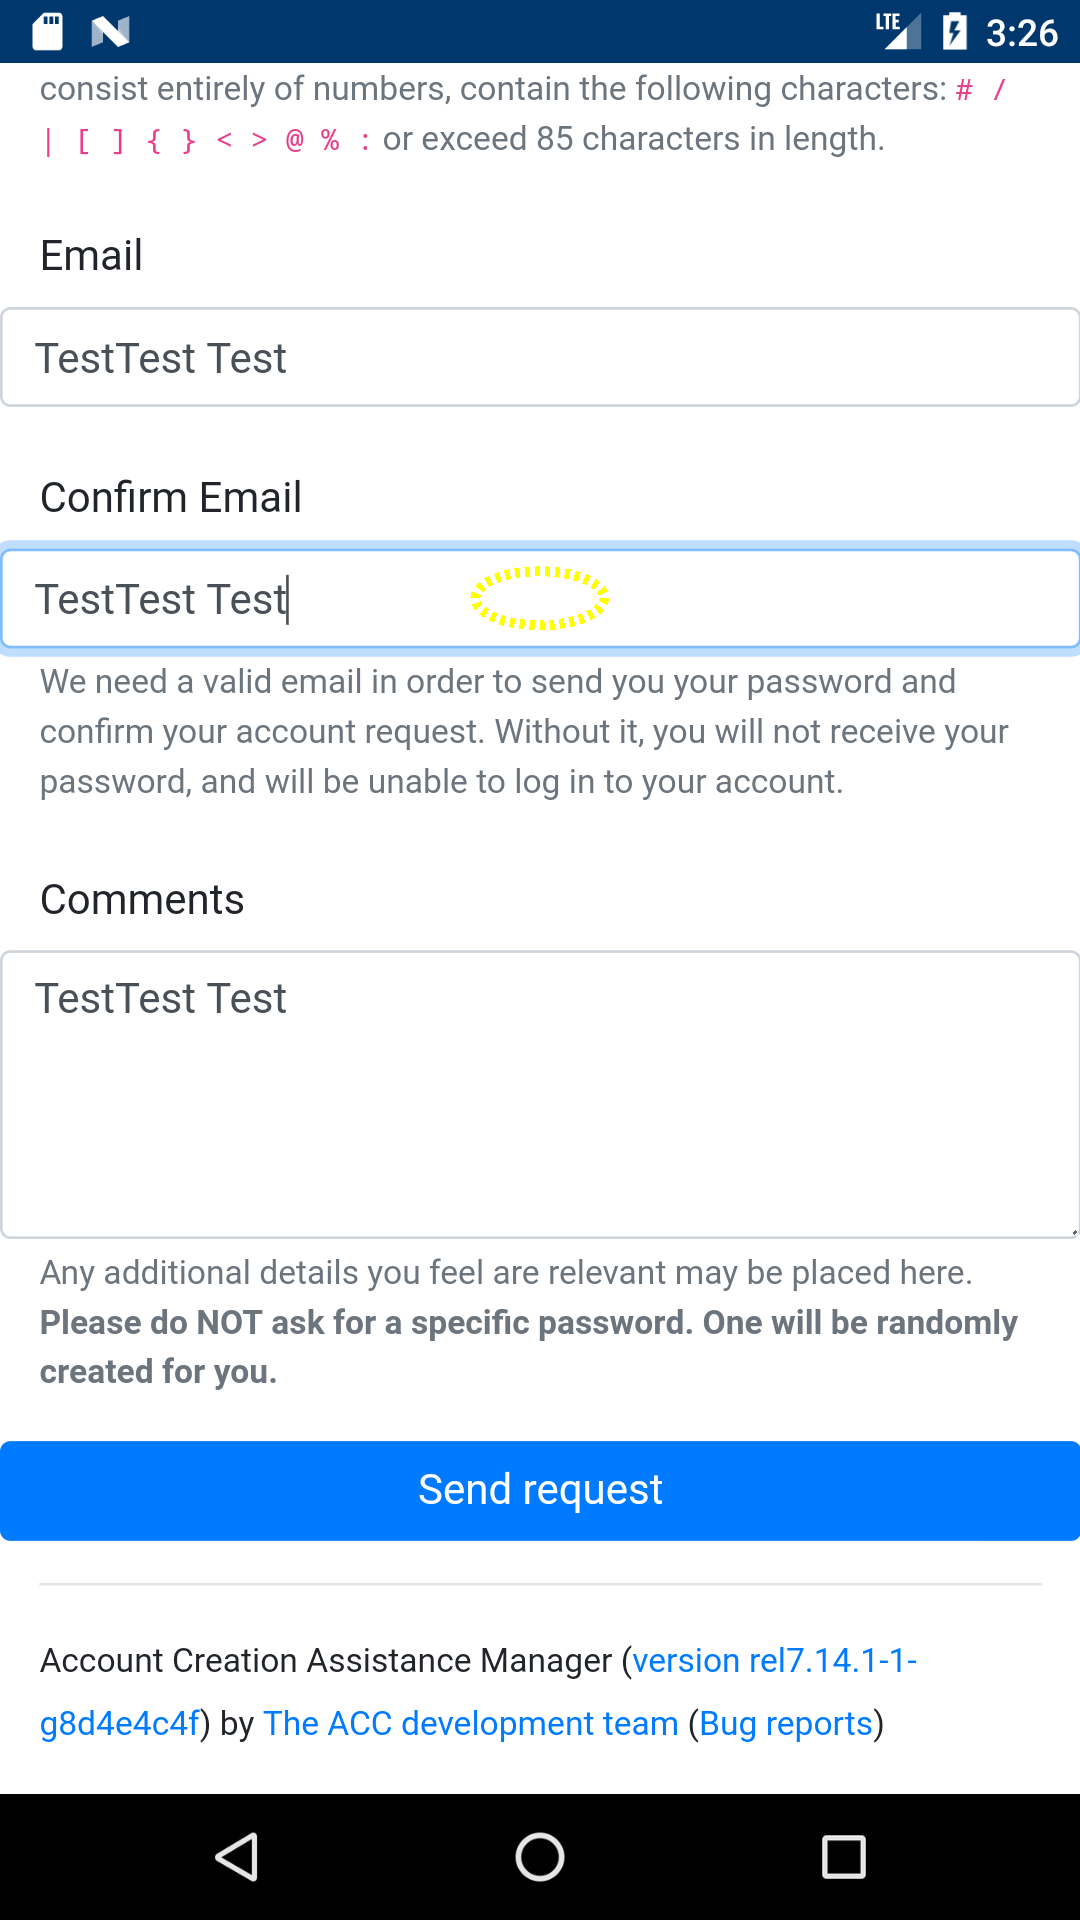 LTE 3:26
consist entirely of numbers, contain the following characters: # /
| [ ] { } < > @ % : or exceed 85 characters in length.
Email
TestTest Test
Confirm Email
TestTest Test
We need a valid email in order to send you your password and
confirm your account request. Without it, you will not receive your
password, and will be unable to log in to your account.
Comments
TestTest Test
Any additional details you feel are relevant may be placed here.
Please do NOT ask for a specific password. One will be randomly
created for you.
Send request
Account Creation Assistance Manager (version rel7.14.1-1-
g8d4e4c4f) by The ACC development team (Bug reports)